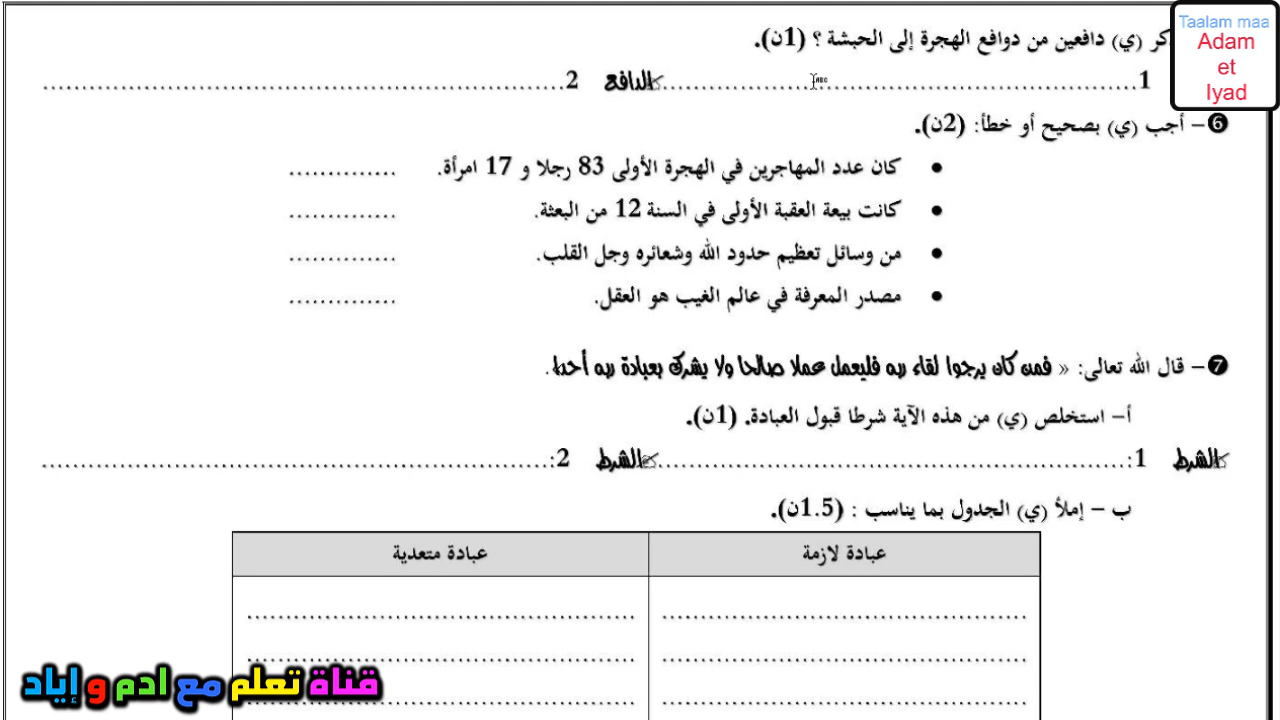 Taalam maa
Adam
et
Iyad
كر (ي) دافعين من دوافع الهجرة إلى الحبشة ؟ (1ن).
1......................................................الدافع 2......................................................
❻– أجب (ي) بصحيح أو خطأ: (2ن).
• كان عدد المهاجرين في الهجرة الأولى 83 رجلا و 17 امرأة. ..............
• كانت بيعة العقبة الأولى في السنة 12 من البعثة. ..............
• من وسائل تعظيم حدود الله وشعائره وجل القلب. ..............
• مصدر المعرفة في عالم الغيب هو العقل. ..............
❼– قال الله تعالى: « فمن كان يرجوا لقاء ربه فليعمل عملا صالحا ولا يشرك بعبادة ربه أحدا.
أ– استخلص (ي) من هذه الآية شرطا قبول العبادة. (1ن).
الشرط 1:......................................................الشرط 2:......................................................
ب – إملأ (ي) الجدول بما يناسب : (1.5ن).
عبادة لازمة عبادة متعدية
قناة تعلم مع ادم و إياد